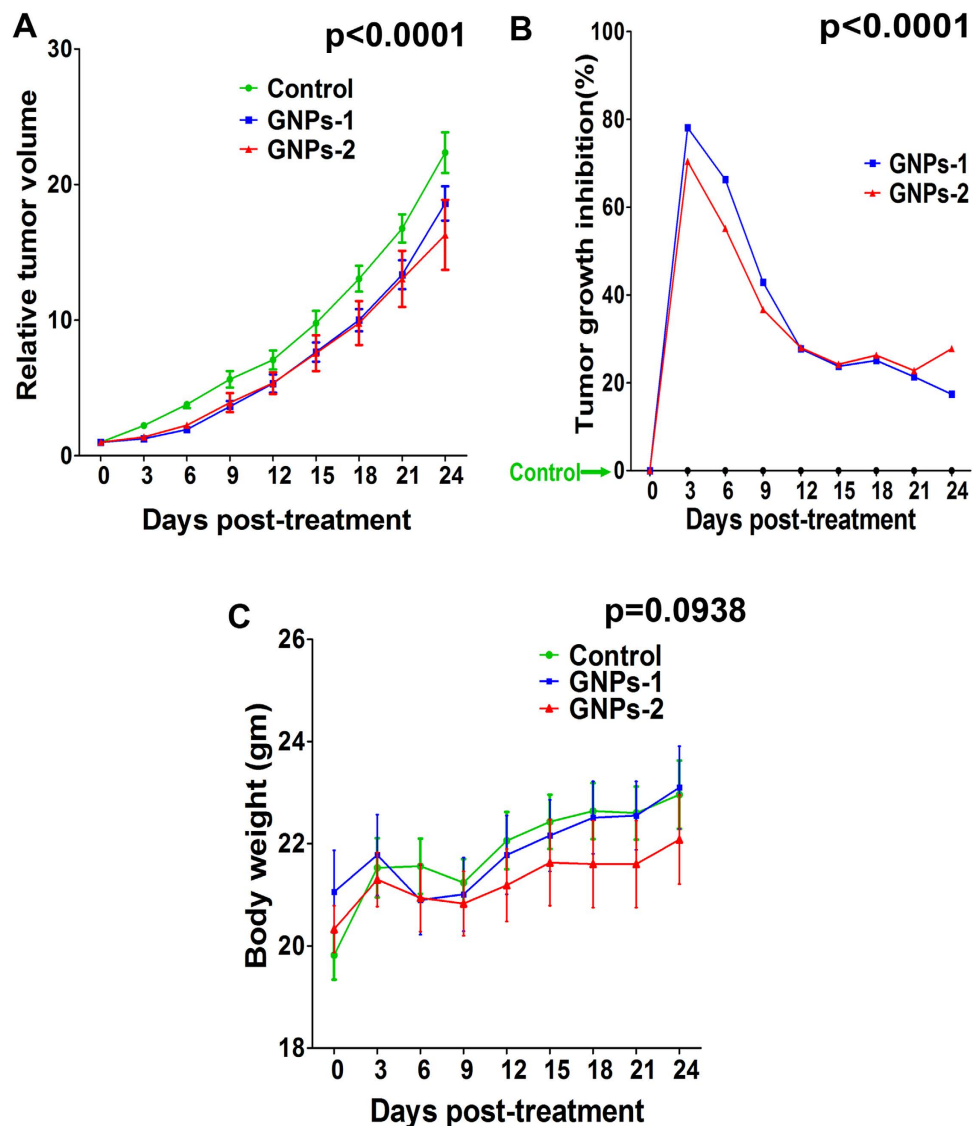 A
p<0.0001
Relative tumor volume
30
20
10
0
Control
GNPs-1
GNPs-2
0 3 6 9 12 15 18 21 24
Days post-treatment
B
p<0.0001
Tumor growth inhibition(%)
100
80
60
40
20
0
Control
GNPs-1
GNPs-2
0 3 6 9 12 15 18 21 24
Days post-treatment
C
p=0.0938
Body weight (gm)
26
24
22
20
18
Control
GNPs-1
GNPs-2
0 3 6 9 12 15 18 21 24
Days post-treatment